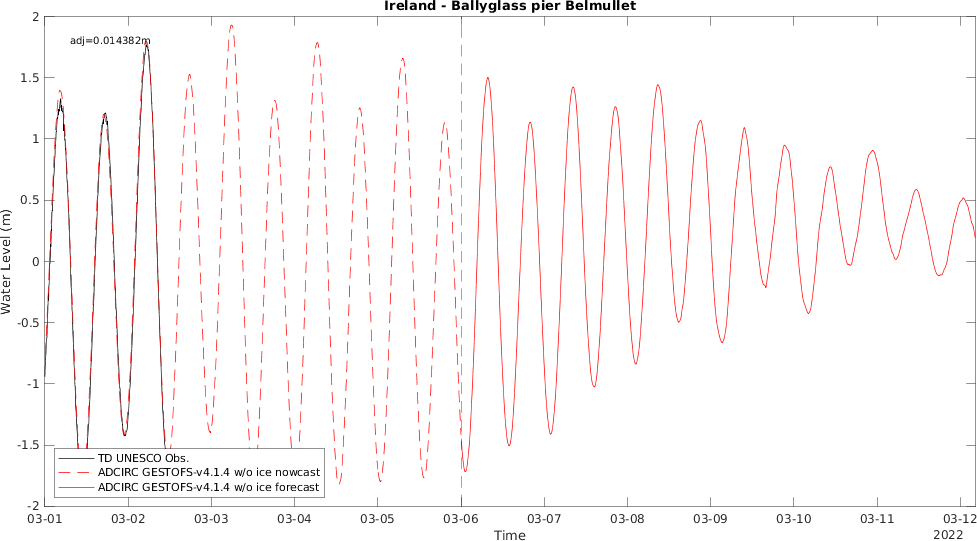 Ireland - Ballyglass pier Belmullet
adj=0.014382m
2
1.5
1
0.5
0
-0.5
-1
-1.5
-2
Water Level (m)
TD UNESCO Obs.
ADCIRC GESTOFS-v4.1.4 w/o ice nowcast
ADCIRC GESTOFS-v4.1.4 w/o ice forecast
03-01 03-02 03-03 03-04 03-05 03-06 03-07 03-08 03-09 03-10 03-11 03-12
Time
2022